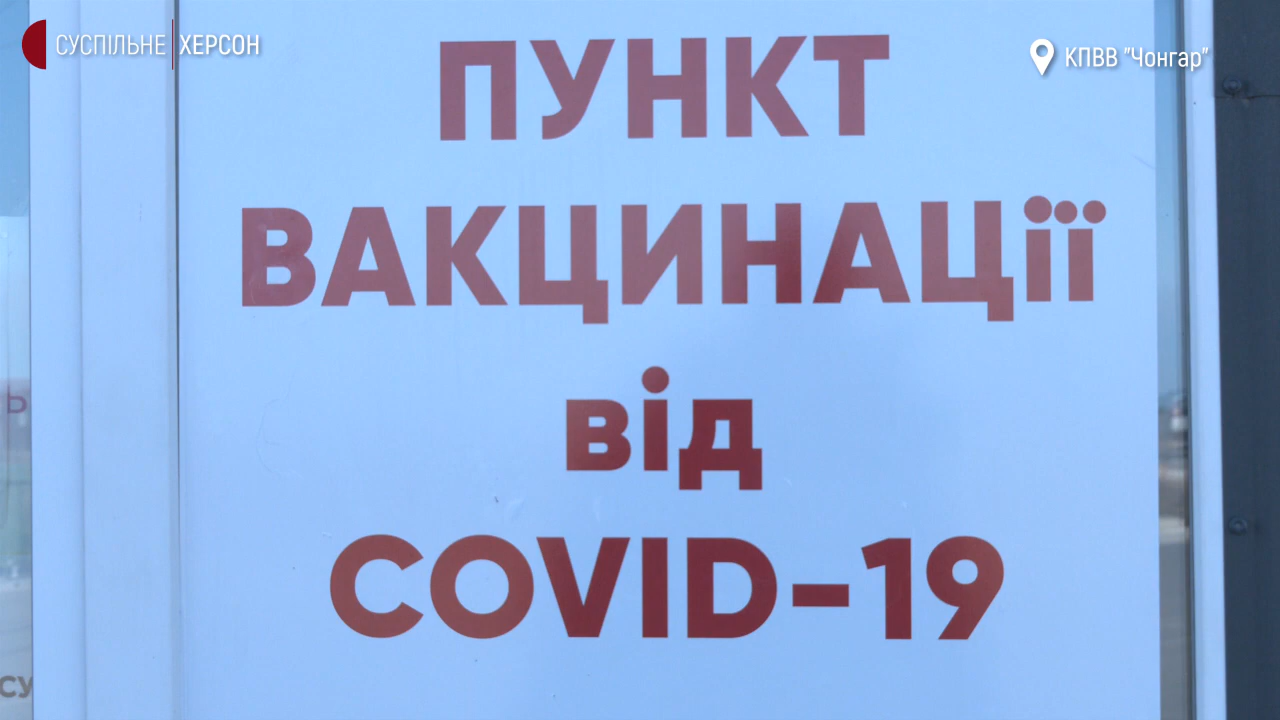 СУСПІЛЬНЕ ХЕРСОН
КПВВ "Чонгар"
ПУНКТ
ВАКЦИНАЦІЇ
від
COVID-19